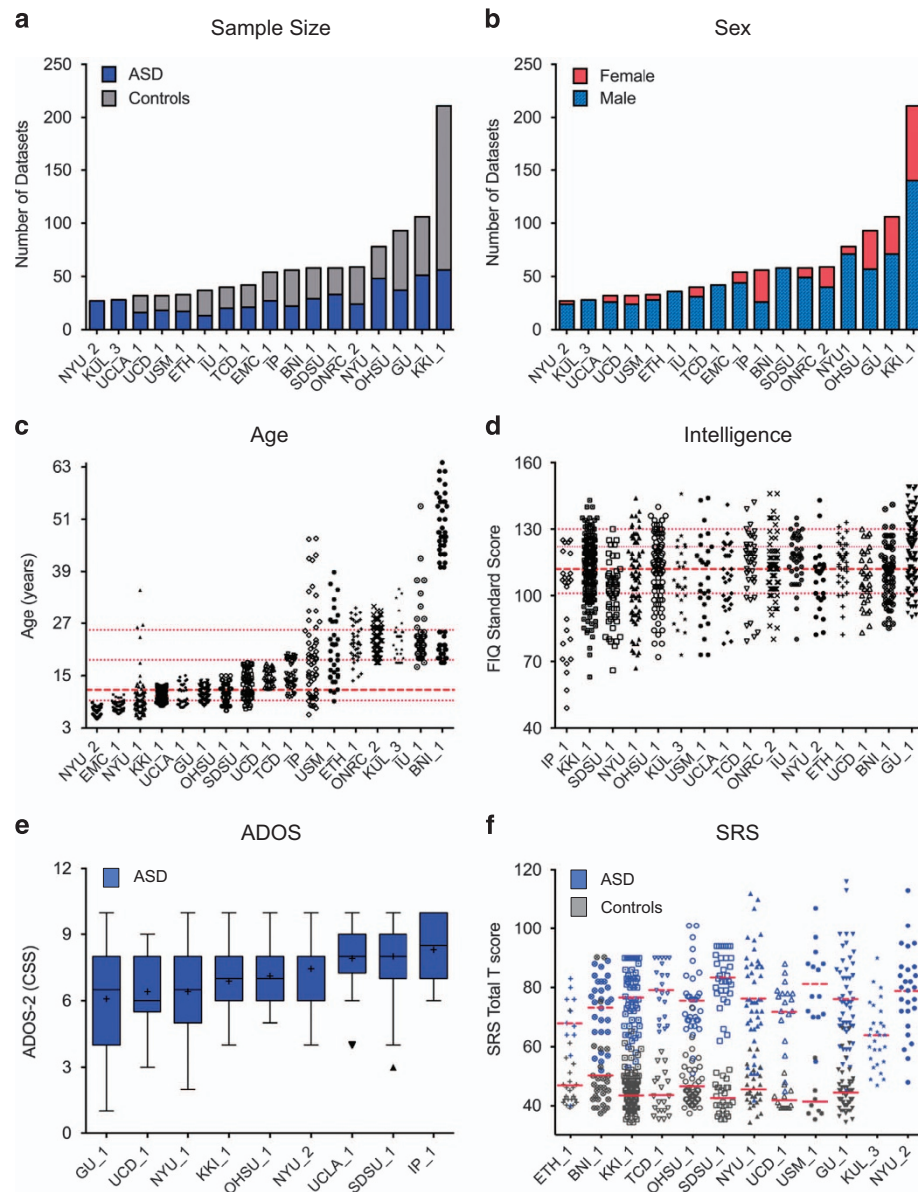 a
Sample Size
250
200
150
100
50
0
Number of Datasets
ASD
Controls
NYU_2
KUL_3
UCLA_1
UCD_1
USM_1
ETH_1
IU_1
TCD_1
EMC_1
IP_1
BNI_1
SDSU_1
ONRC_2
NYU_1
OHSU_1
GU_1
KKI_1
b
Sex
250
200
150
100
50
0
Number of Datasets
Female
Male
NYU_2
KUL_3
UCLA_1
UCD_1
USM_1
ETH_1
IU_1
TCD_1
EMC_1
IP_1
BNI_1
SDSU_1
ONRC_2
NYU1
OHSU_1
GU_1
KKI_1
c
Age
63
51
39
27
15
3
Age (years)
NYU_2
EMC_1
NYU_1
KKI_1
UCLA_1
GU_1
OHSU_1
SDSU_1
UCD_1
TCD_1
IP_1
USM_1
ETH_1
ONRC_2
KUL_3
IU_1
BNI_1
d
Intelligence
160
130
100
70
40
FIQ Standard Score
IP_1
KKI_1
SDSU_1
NYU_1
OHSU_1
KUL_3
USM_1
UCLA_1
TCD_1
ONRC_2
IU_1
NYU_2
ETH_1
UCD_1
BNI_1
GU_1
e
ADOS
12
9
6
3
0
ADOS-2 (CSS)
ASD
GU_1
UCD_1
NYU_1
KKI_1
OHSU_1
NYU_2
UCLA_1
SDSU_1
IP_1
f
SRS
120
100
80
60
40
SRS Total T score
ASD
Controls
ETH_1
BNI_1
KKI_1
TCD_1
OHSU_1
SDSU_1
NYU_1
UCD_1
USM_1
GU_1
KUL_3
NYU_2